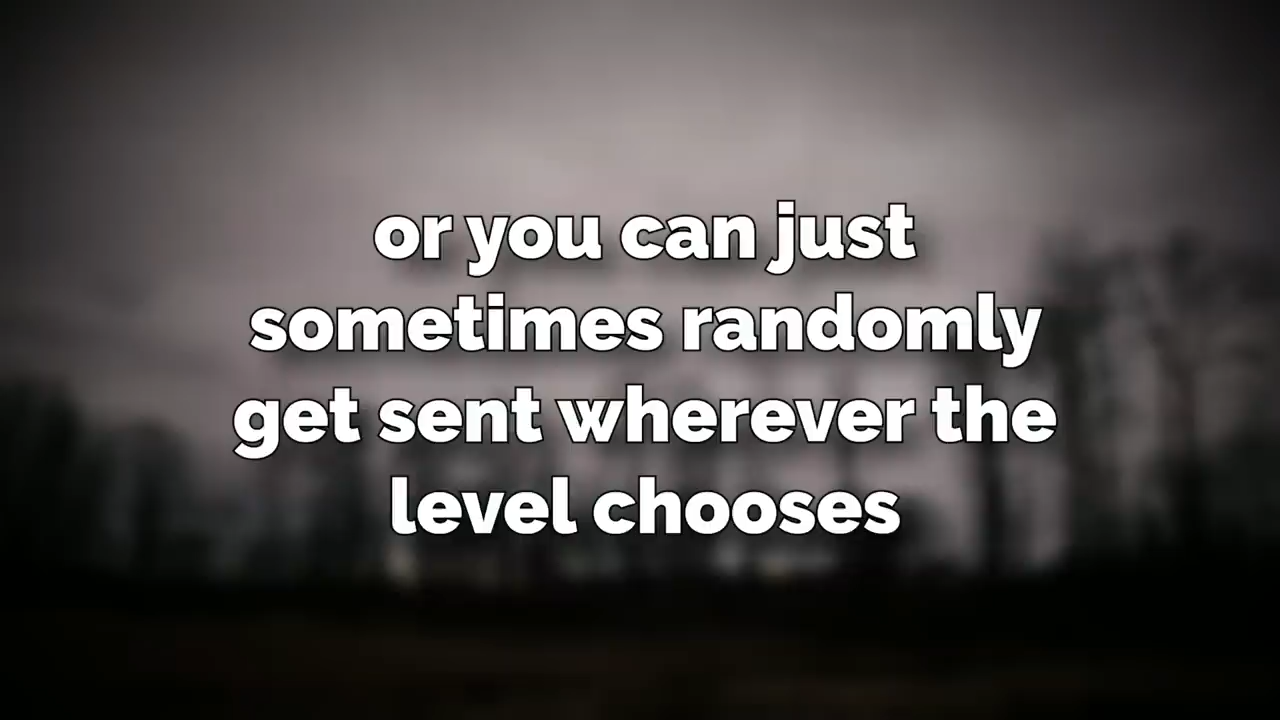 or you can just
sometimes randomly
get sent wherever the
level chooses